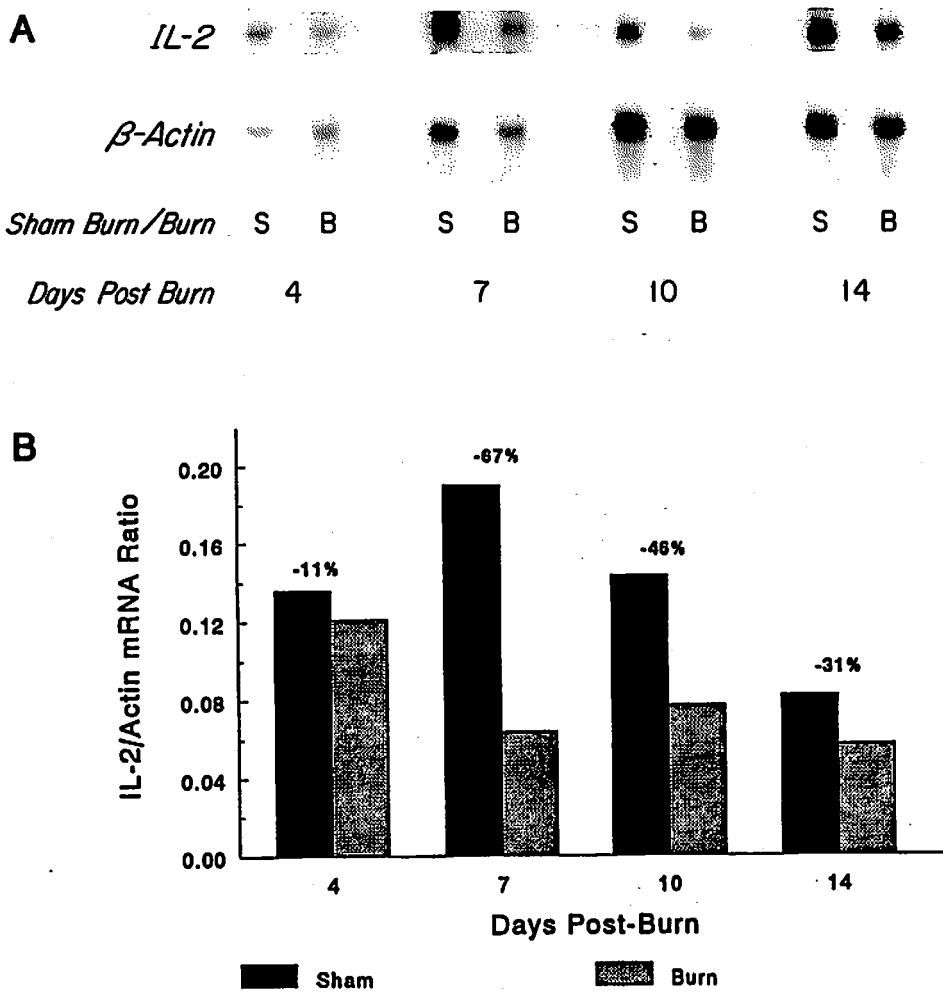 A
IL-2
β-Actin
Sham Burn/Burn S B S B S B S B
Days Post Burn 4 7 10 14
B
IL-2/Actin mRNA Ratio
0.20
0.16
0.12
0.08
0.04
0.00
-11%
-67%
-46%
-31%
4 7 10 14
Days Post-Burn
Sham Burn